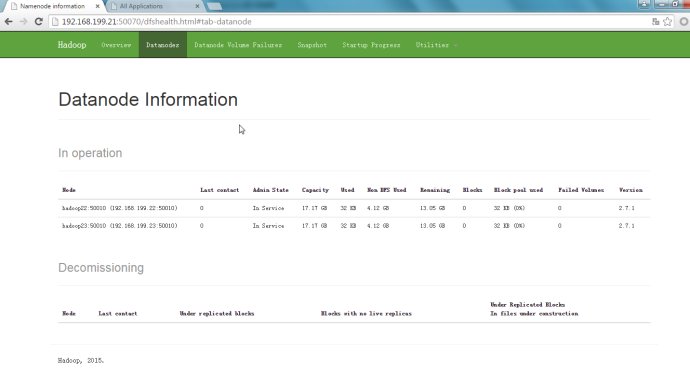 Namenode information
All Applications
192.168.199.21:50070/dfshealth.html#tab-datanode
Hadoop Overview Datanodes Datanode Volume Failures Snapshot Startup Progress Utilities
Datanode Information
In operation
Node Last contact Admin State Capacity Used Non DFS Used Remaining Blocks Block pool used Failed Volumes Version
hadoop22:50010 (192.168.199.22:50010) 0 In Service 17.17 GB 32 KB 4.12 GB 13.05 GB 0 32 KB (0%) 0 2.7.1
hadoop23:50010 (192.168.199.23:50010) 0 In Service 17.17 GB 32 KB 4.12 GB 13.05 GB 0 32 KB (0%) 0 2.7.1
Decomissioning
Node Last contact Under replicated blocks Blocks with no live replicas Under Replicated Blocks
In files under construction
Hadoop, 2015.